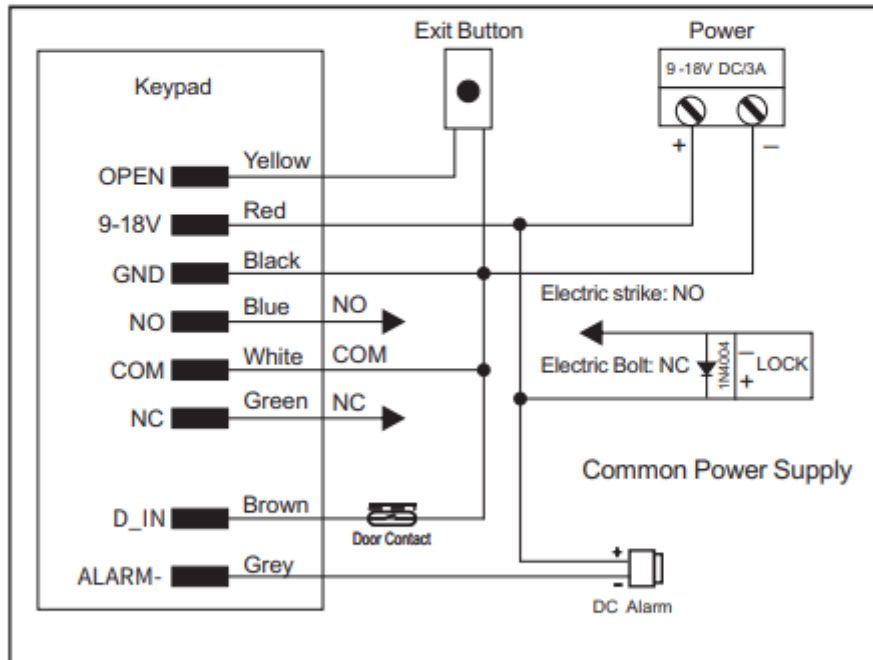 Exit Button
Power
9-18V DC/3A
+
–
Keypad
OPEN
Yellow
9-18V
Red
GND
Black
NO
Blue
NO
COM
White
COM
NC
Green
NC
D_IN
Brown
Door Contact
ALARM-
Grey
Electric strike: NO
Electric Bolt: NC
1N4004
–
+
LOCK
Common Power Supply
+
-
DC Alarm